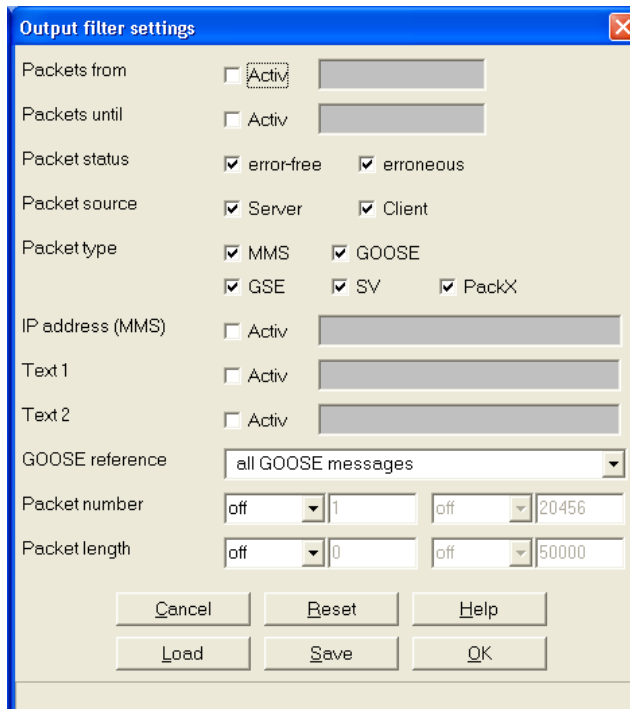 Output filter settings
Packets from Activ
Packets until Activ
Packet status error-free erroneous
Packet source Server Client
Packet type MMS GOOSE
GSE SV PackX
IP address (MMS) Activ
Text 1 Activ
Text 2 Activ
GOOSE reference all GOOSE messages
Packet number off 1 off 20456
Packet length off 0 off 50000
Cancel Reset Help
Load Save OK